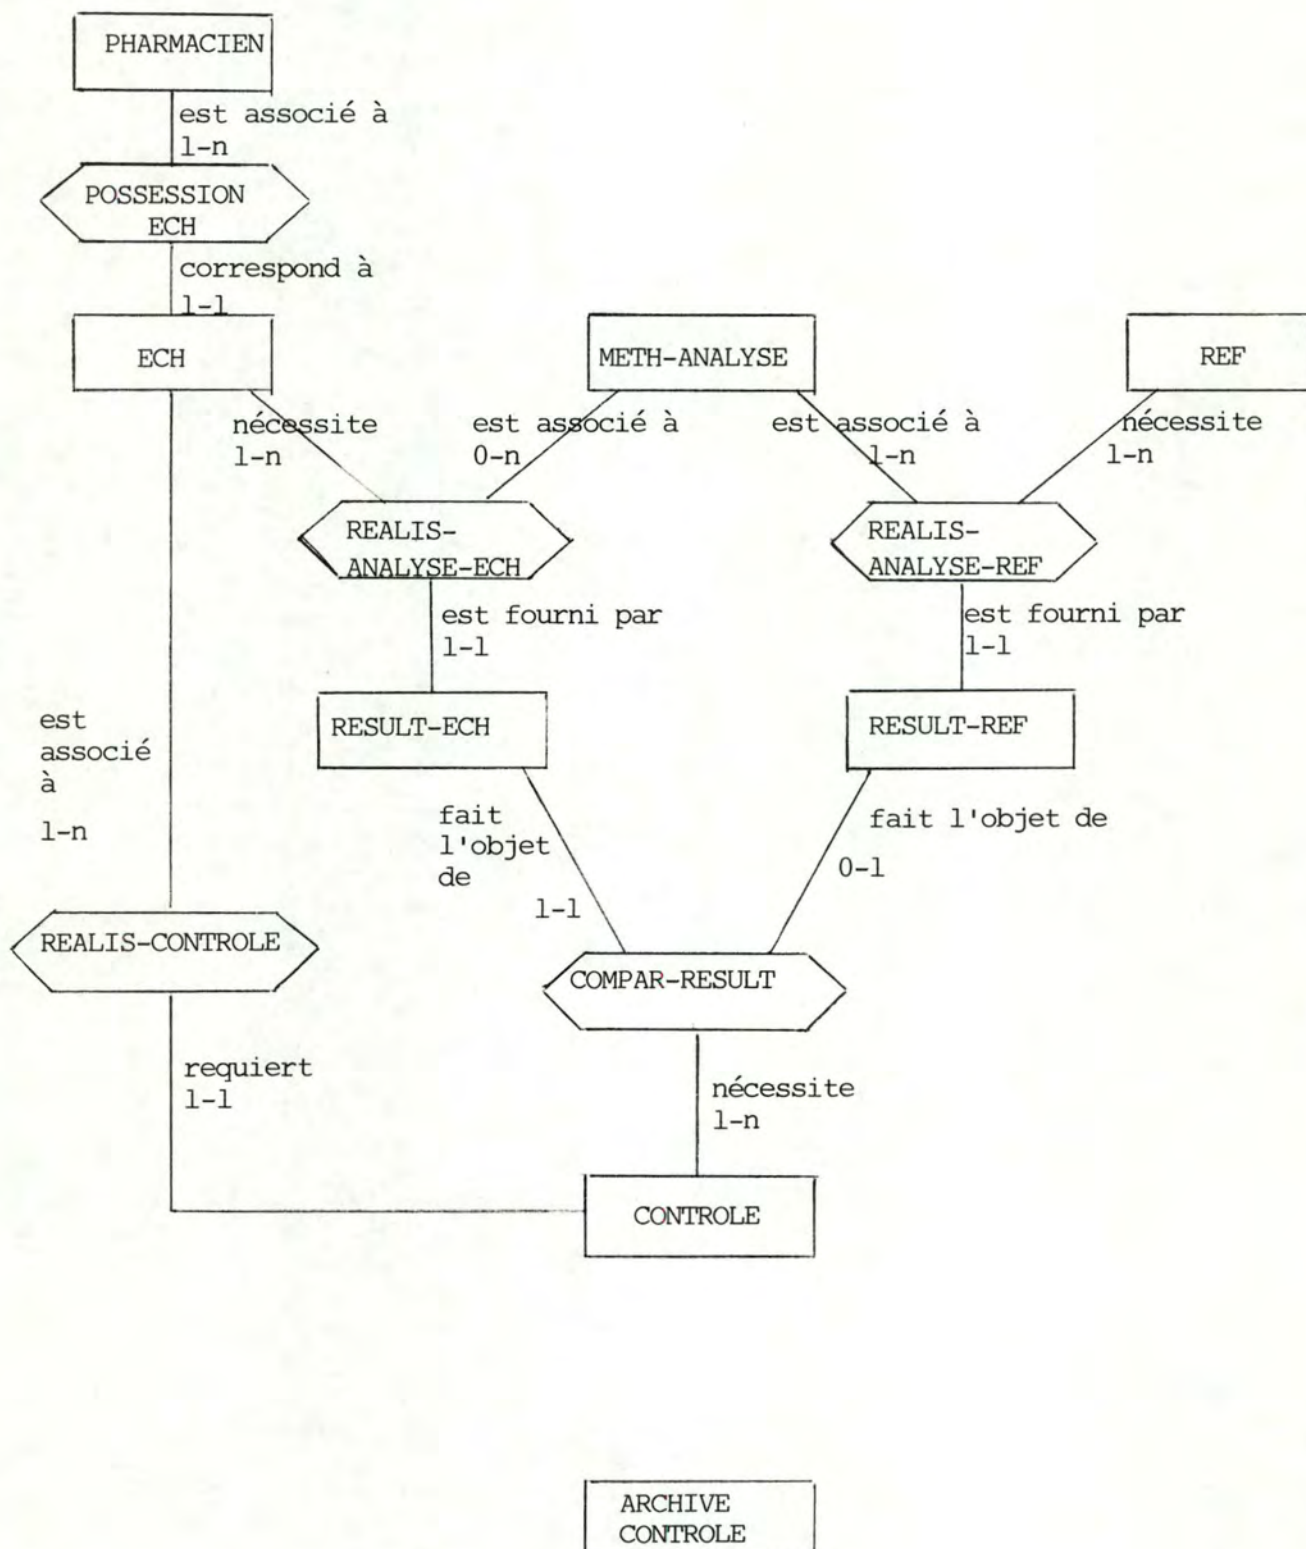 PHARMACIEN
est associé à
1-n
POSSESSION
ECH
correspond à
1-1
ECH
METH-ANALYSE
REF
nécessite
1-n
est associé à
0-n
est associé à
1-n
nécessite
1-n
REALIS-
ANALYSE-ECH
REALIS-
ANALYSE-REF
est fourni par
1-1
est fourni par
1-1
RESULT-ECH
RESULT-REF
est
associé
à
1-n
fait
l'objet
de
1-1
fait l'objet de
0-1
REALIS-CONTROLE
COMPAR-RESULT
requiert
1-1
nécessite
1-n
CONTROLE
ARCHIVE
CONTROLE